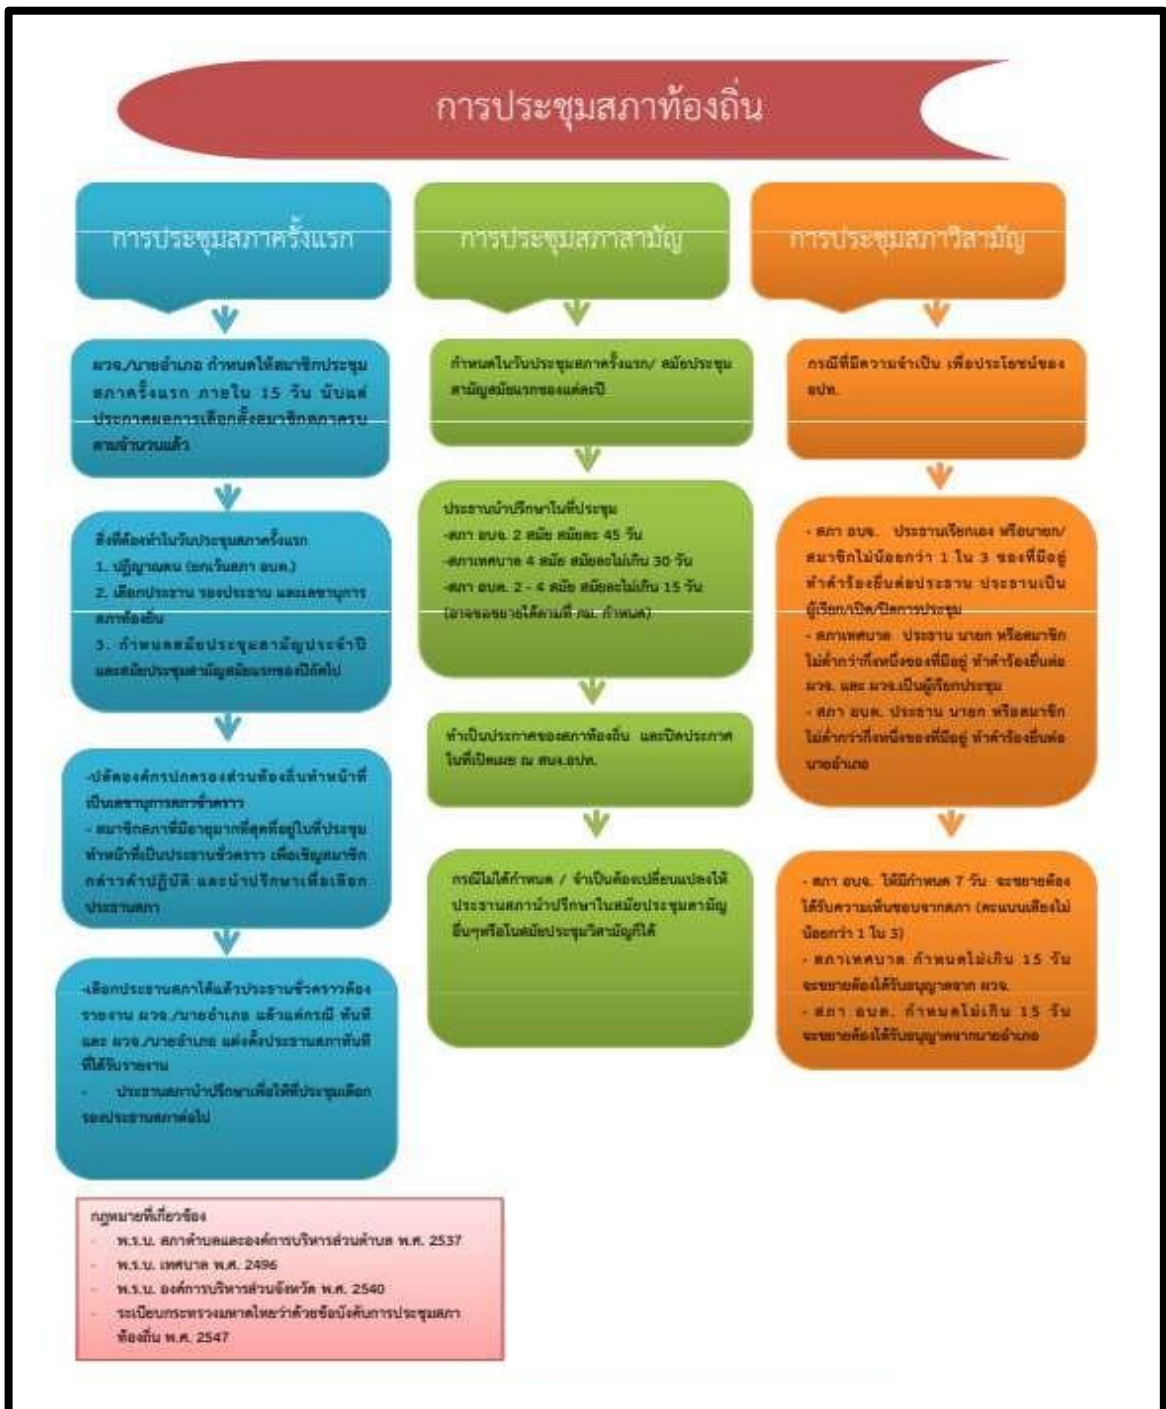 การประชุมสภาท้องถิ่น
การประชุมสภาครั้งแรก
ผวจ./นายอำเภอ กำหนดให้สมาชิกประชุม
สภาครั้งแรก ภายใน 15 วัน นับแต่
ประกาศผลการเลือกตั้งสมาชิกสภาครบ
ตามจำนวนแล้ว
สิ่งที่ต้องทำในวันประชุมสภาครั้งแรก
1. ปฏิญาณตน (ยกเว้นสภา อบต.)
2. เลือกประธาน รองประธาน และเลขานุการ
สภาท้องถิ่น
3. กำหนดสมัยประชุมสามัญประจำปี
และสมัยประชุมสามัญสมัยแรกของปีถัดไป
-ปลัดองค์กรปกครองส่วนท้องถิ่นทำหน้าที่
เป็นเลขานุการสภาชั่วคราว
- สมาชิกสภาที่มีอายุมากที่สุดที่อยู่ในที่ประชุม
ทำหน้าที่เป็นประธานชั่วคราว เพื่อเชิญสมาชิก
กล่าวคำปฏิบัติ และนำปรึกษาเพื่อเลือก
ประธานสภา
-เลือกประธานสภาได้แล้วประธานชั่วคราวต้อง
รายงาน ผวจ./นายอำเภอ แล้วแต่กรณี ทันที
และ ผวจ./นายอำเภอ แต่งตั้งประธานสภาทันที
ที่ได้รับรายงาน
- ประธานสภานำปรึกษาเพื่อให้ที่ประชุมเลือก
รองประธานสภาต่อไป
การประชุมสภาสามัญ
กำหนดในวันประชุมสภาครั้งแรก/ สมัยประชุม
สามัญสมัยแรกของแต่ละปี
ประธานนำปรึกษาในที่ประชุม
-สภา อบจ. 2 สมัย สมัยละ 45 วัน
-สภาเทศบาล 4 สมัย สมัยละไม่เกิน 30 วัน
-สภา อบต. 2 - 4 สมัย สมัยละไม่เกิน 15 วัน
(อาจขอขยายได้ตามที่ กม. กำหนด)
ทำเป็นประกาศของสภาท้องถิ่น และปิดประกาศ
ในที่เปิดเผย ณ สนง.อปท.
กรณีไม่ได้กำหนด / จำเป็นต้องเปลี่ยนแปลงให้
ประธานสภานำปรึกษาในสมัยประชุมสามัญ
อื่นๆหรือในสมัยประชุมวิสามัญก็ได้
การประชุมสภาวิสามัญ
กรณีที่มีความจำเป็น เพื่อประโยชน์ของ
อปท.
- สภา อบจ. ประธานเรียกเอง หรือนายก/
สมาชิกไม่น้อยกว่า 1 ใน 3 ของที่มีอยู่
ทำคำร้องยื่นต่อประธาน ประธานเป็น
ผู้เรียก/เปิด/ปิดการประชุม
- สภาเทศบาล ประธาน นายก หรือสมาชิก
ไม่ต่ำกว่ากึ่งหนึ่งของที่มีอยู่ ทำคำร้องยื่นต่อ
ผวจ. และ ผวจ.เป็นผู้เรียกประชุม
- สภา อบต. ประธาน นายก หรือสมาชิก
ไม่ต่ำกว่ากึ่งหนึ่งของที่มีอยู่ ทำคำร้องยื่นต่อ
นายอำเภอ
- สภา อบจ. ให้มีกำหนด 7 วัน จะขยายต้อง
ได้รับความเห็นชอบจากสภา (คะแนนเสียงไม่
น้อยกว่า 1 ใน 3)
- สภาเทศบาล กำหนดไม่เกิน 15 วัน
จะขยายต้องได้รับอนุญาตจาก ผวจ.
- สภา อบต. กำหนดไม่เกิน 15 วัน
จะขยายต้องได้รับอนุญาตจากนายอำเภอ
กฎหมายที่เกี่ยวข้อง
- พ.ร.บ. สภาตำบลและองค์การบริหารส่วนตำบล พ.ศ. 2537
- พ.ร.บ. เทศบาล พ.ศ. 2496
- พ.ร.บ. องค์การบริหารส่วนจังหวัด พ.ศ. 2540
- ระเบียบกระทรวงมหาดไทยว่าด้วยข้อบังคับการประชุมสภา
ท้องถิ่น พ.ศ. 2547